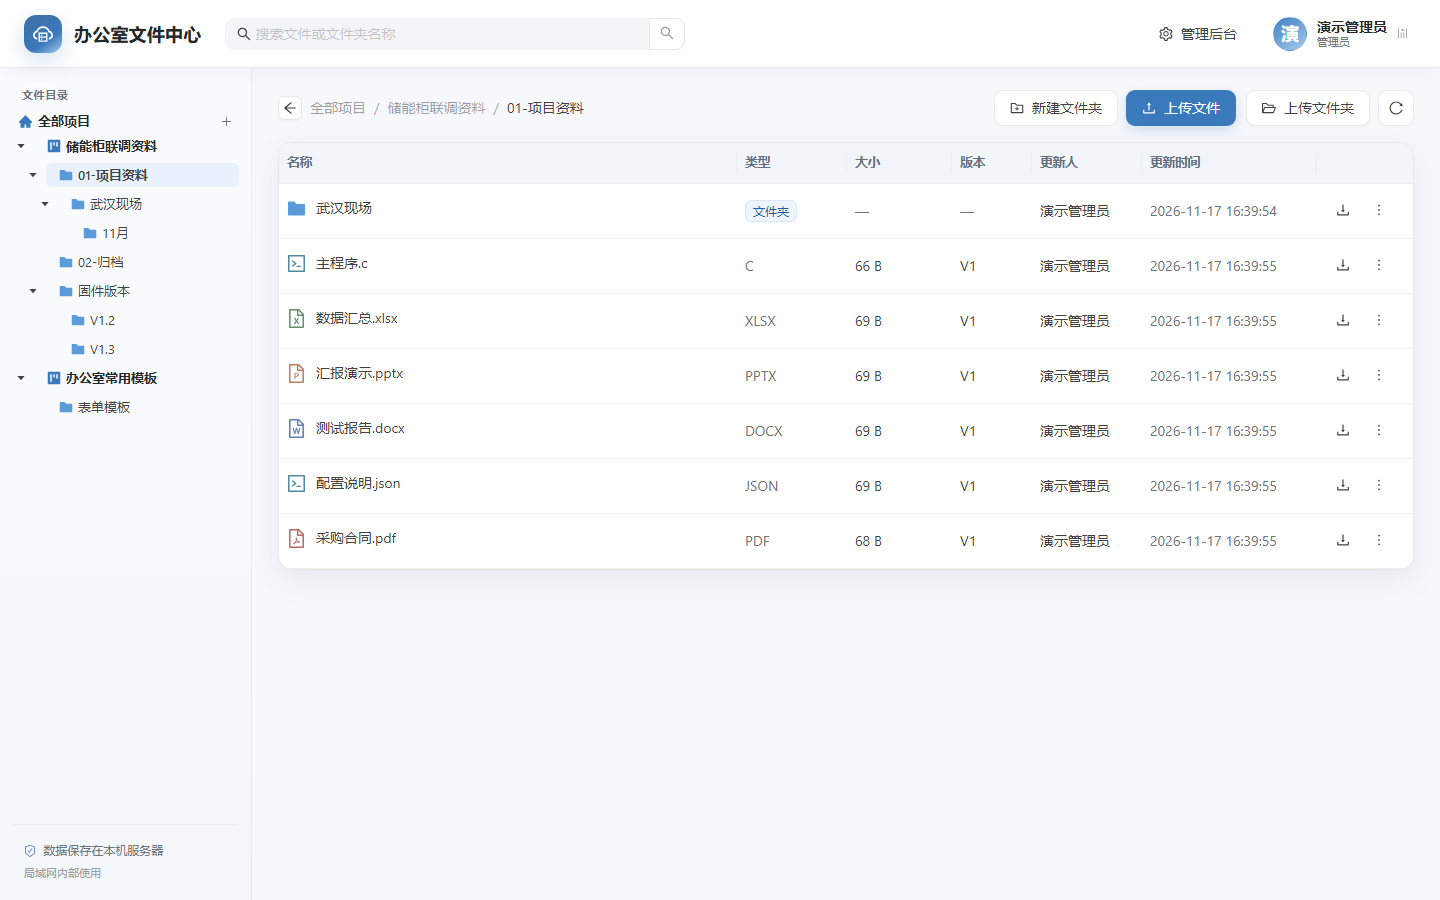 办公室文件中心
搜索文件或文件夹名称
管理后台
演
演示管理员
管理员
文件目录
全部项目
储能柜联调资料
01-项目资料
武汉现场
11月
02-归档
固件版本
V1.2
V1.3
办公室常用模板
表单模板
数据保存在本机服务器
局域网内部使用
全部项目 / 储能柜联调资料 / 01-项目资料
新建文件夹 上传文件 上传文件夹
名称 类型 大小 版本 更新人 更新时间
武汉现场 文件夹 — — 演示管理员 2026-11-17 16:39:54
主程序.c C 66 B V1 演示管理员 2026-11-17 16:39:55
数据汇总.xlsx XLSX 69 B V1 演示管理员 2026-11-17 16:39:55
汇报演示.pptx PPTX 69 B V1 演示管理员 2026-11-17 16:39:55
测试报告.docx DOCX 69 B V1 演示管理员 2026-11-17 16:39:55
配置说明.json JSON 69 B V1 演示管理员 2026-11-17 16:39:55
采购合同.pdf PDF 68 B V1 演示管理员 2026-11-17 16:39:55